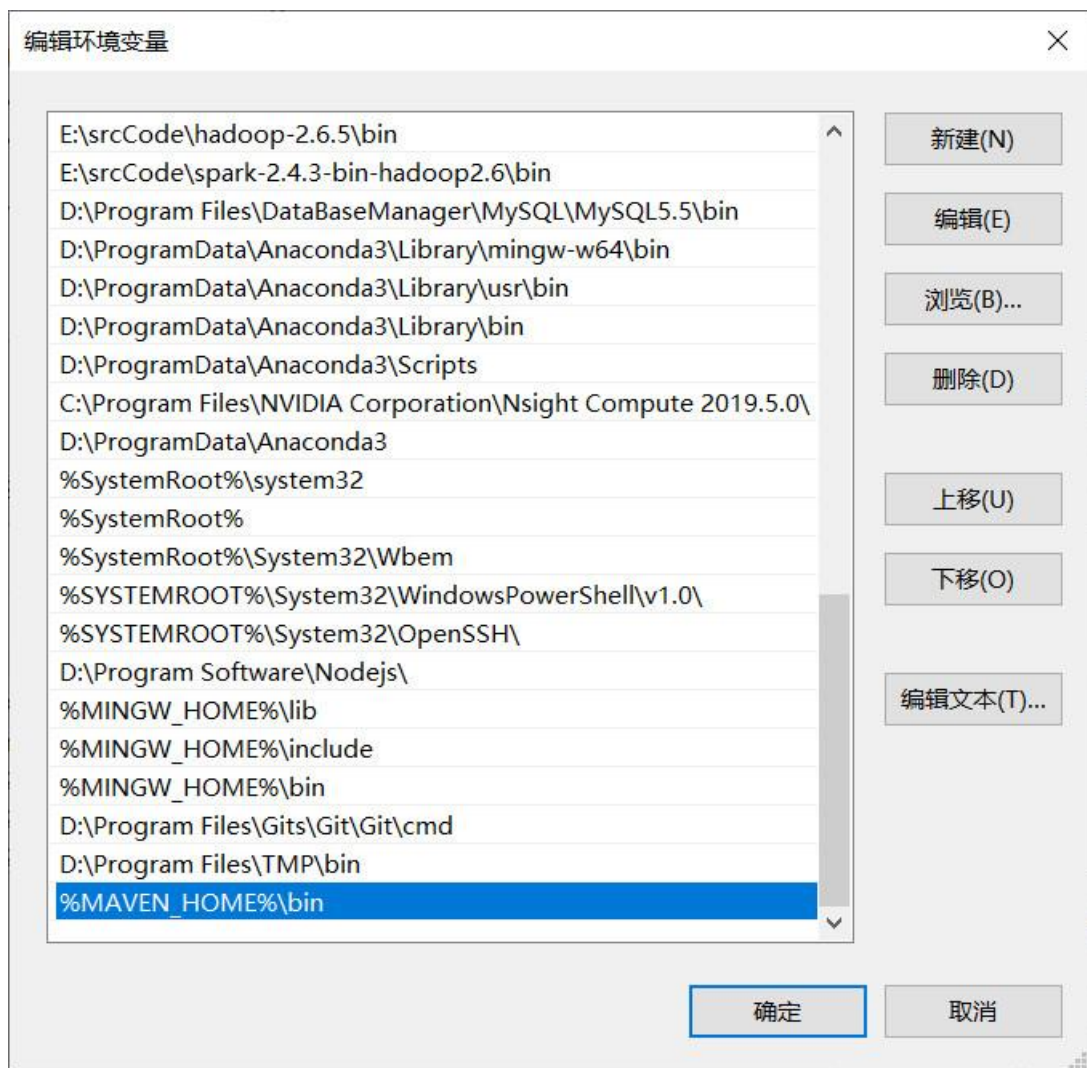 编辑环境变量
E:\srcCode\hadoop-2.6.5\bin
新建(N)
E:\srcCode\spark-2.4.3-bin-hadoop2.6\bin
D:\Program Files\DataBaseManager\MySQL\MySQL5.5\bin
编辑(E)
D:\ProgramData\Anaconda3\Library\mingw-w64\bin
D:\ProgramData\Anaconda3\Library\usr\bin
浏览(B)...
D:\ProgramData\Anaconda3\Library\bin
D:\ProgramData\Anaconda3\Scripts
删除(D)
C:\Program Files\NVIDIA Corporation\Nsight Compute 2019.5.0\
D:\ProgramData\Anaconda3
%SystemRoot%\system32
上移(U)
%SystemRoot%
%SystemRoot%\System32\Wbem
下移(O)
%SYSTEMROOT%\System32\WindowsPowerShell\v1.0\
%SYSTEMROOT%\System32\OpenSSH\
D:\Program Software\Nodejs\
编辑文本(T)...
%MINGW_HOME%\lib
%MINGW_HOME%\include
%MINGW_HOME%\bin
D:\Program Files\Gits\Git\Git\cmd
D:\Program Files\TMP\bin
%MAVEN_HOME%\bin
确定
取消